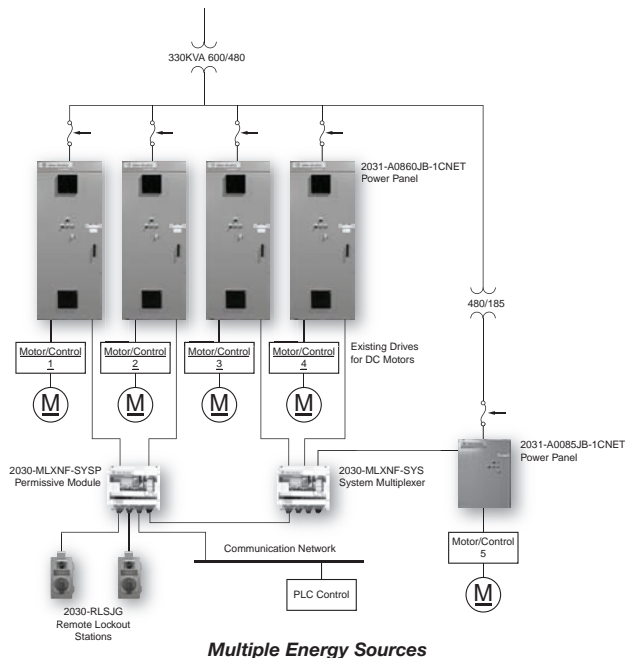 330KVA 600/480
2031-A0860JB-1CNET
Power Panel
480/185
Motor/Control
1
Motor/Control
2
Motor/Control
3
Motor/Control
4
Existing Drives
for DC Motors
M
M
M
M
2031-A0085JB-1CNET
Power Panel
2030-MLXNF-SYSP
Permissive Module
2030-MLXNF-SYS
System Multiplexer
Motor/Control
5
Communication Network
M
PLC Control
2030-RLSJG
Remote Lockout
Stations
Multiple Energy Sources